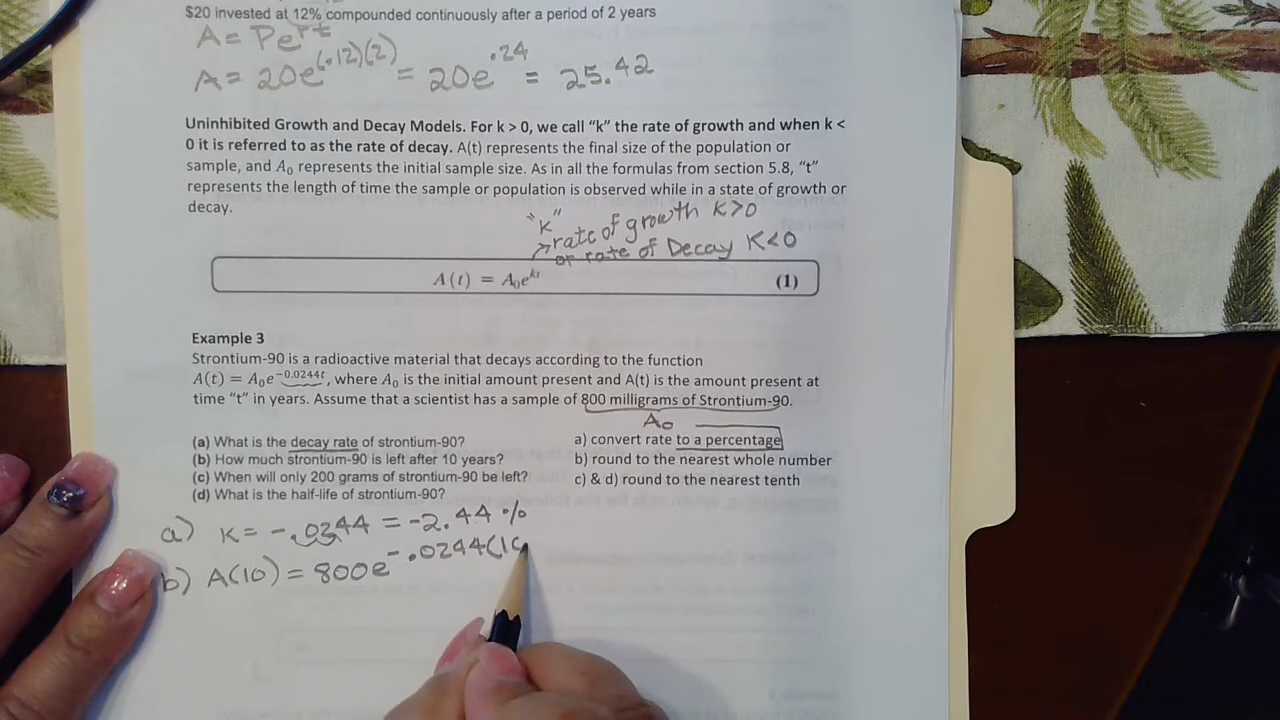 $20 invested at 12% compounded continuously after a period of 2 years
A = Pe^rt
A = 20e^(.12)(2) = 20e^.24 = 25.42
Uninhibited Growth and Decay Models. For k > 0, we call “k” the rate of growth and when k <
0 it is referred to as the rate of decay. A(t) represents the final size of the population or
sample, and A₀ represents the initial sample size. As in all the formulas from section 5.8, “t”
represents the length of time the sample or population is observed while in a state of growth or
decay.
"k"
rate of growth K>0
or rate of Decay K<0
A(t) = A₀e^kt (1)
Example 3
Strontium-90 is a radioactive material that decays according to the function
A(t) = A₀e^−0.0244t, where A₀ is the initial amount present and A(t) is the amount present at
time “t” in years. Assume that a scientist has a sample of 800 milligrams of Strontium-90.
A₀
(a) What is the decay rate of strontium-90? a) convert rate to a percentage
(b) How much strontium-90 is left after 10 years? b) round to the nearest whole number
(c) When will only 200 grams of strontium-90 be left? c) & d) round to the nearest tenth
(d) What is the half-life of strontium-90?
a) K = -.0244 = -2.44 %
b) A(10) = 800e^-.0244(10